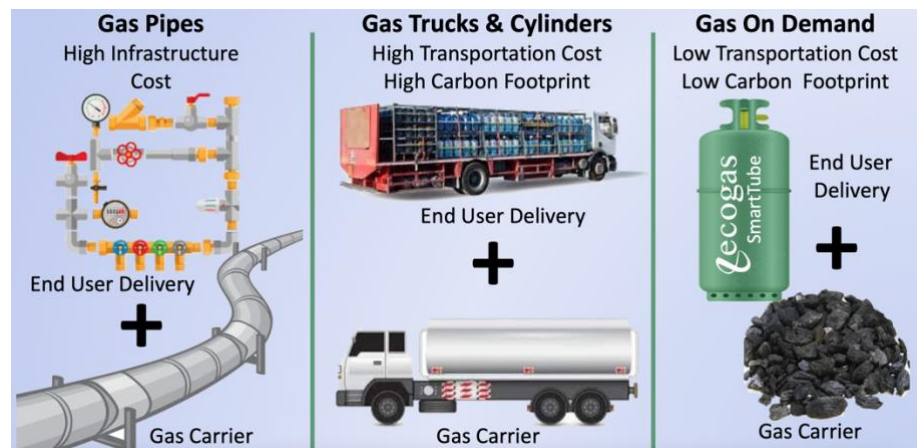 Gas Pipes
High Infrastructure
Cost
End User Delivery
Gas Carrier
Gas Trucks & Cylinders
High Transportation Cost
High Carbon Footprint
End User Delivery
Gas Carrier
Gas On Demand
Low Transportation Cost
Low Carbon Footprint
ecogas
SmartTube
End User
Delivery
Gas Carrier